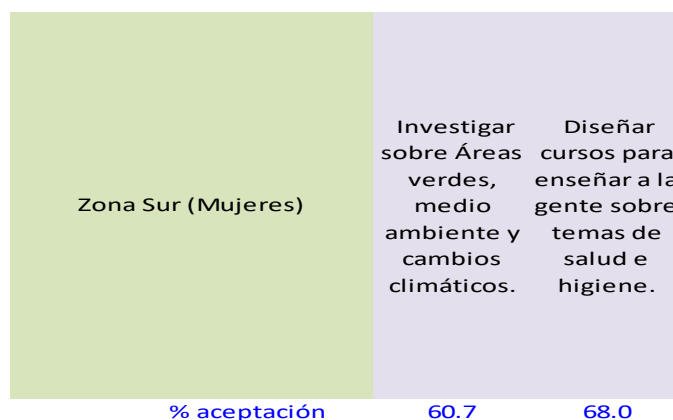 Zona Sur (Mujeres)
Investigar
sobre Áreas
verdes,
medio
ambiente y
cambios
climáticos.
Diseñar
cursos para
enseñar a la
gente sobre
temas de
salud e
higiene.
% aceptación 60.7 68.0